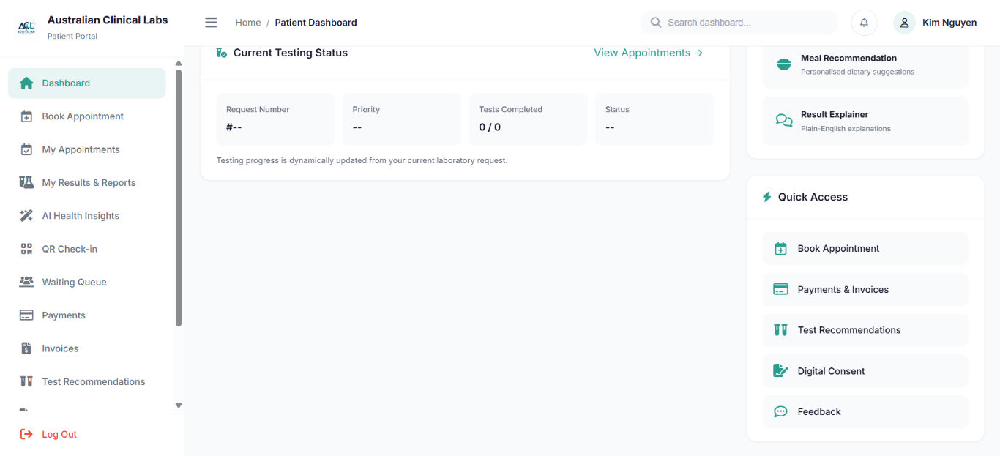 ACL
AUSTRALIAN
Australian Clinical Labs
Patient Portal
Dashboard
Book Appointment
My Appointments
My Results & Reports
AI Health Insights
QR Check-in
Waiting Queue
Payments
Invoices
Test Recommendations
Log Out
Home / Patient Dashboard
Search dashboard...
Kim Nguyen
Current Testing Status
View Appointments →
Request Number
#--
Priority
--
Tests Completed
0 / 0
Status
--
Testing progress is dynamically updated from your current laboratory request.
Meal Recommendation
Personalised dietary suggestions
Result Explainer
Plain-English explanations
Quick Access
Book Appointment
Payments & Invoices
Test Recommendations
Digital Consent
Feedback